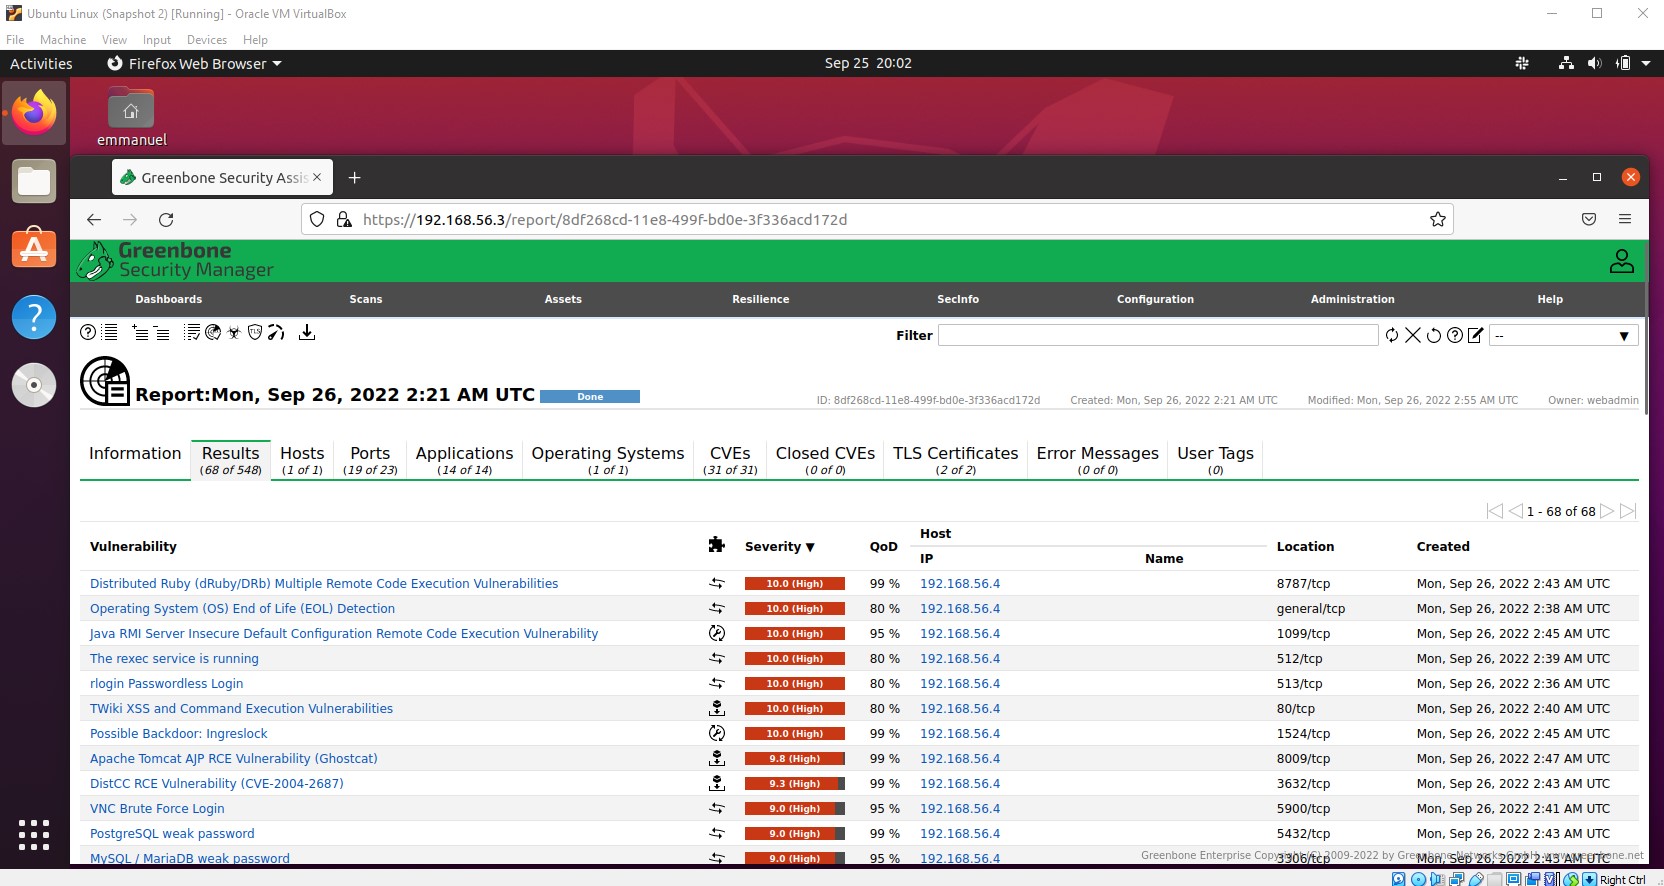 Ubuntu Linux (Snapshot 2) [Running] - Oracle VM VirtualBox
File Machine View Input Devices Help
Activities Firefox Web Browser Sep 25 20:02
emmanuel
Greenbone Security Assis
https://192.168.56.3/report/8df268cd-11e8-499f-bd0e-3f336acd172d
Greenbone
Security Manager
Dashboards Scans Assets Resilience SecInfo Configuration Administration Help
Filter --
Report:Mon, Sep 26, 2022 2:21 AM UTC Done ID: 8df268cd-11e8-499f-bd0e-3f336acd172d Created: Mon, Sep 26, 2022 2:21 AM UTC Modified: Mon, Sep 26, 2022 2:55 AM UTC Owner: webadmin
Information Results Hosts Ports Applications Operating Systems CVEs Closed CVEs TLS Certificates Error Messages User Tags
(68 of 548) (1 of 1) (19 of 23) (14 of 14) (1 of 1) (31 of 31) (0 of 0) (2 of 2) (0 of 0) (0)
1 - 68 of 68
Vulnerability Severity ▼ QoD Host Location Created
IP Name
Distributed Ruby (dRuby/DRb) Multiple Remote Code Execution Vulnerabilities 10.0 (High) 99 % 192.168.56.4 8787/tcp Mon, Sep 26, 2022 2:43 AM UTC
Operating System (OS) End of Life (EOL) Detection 10.0 (High) 80 % 192.168.56.4 general/tcp Mon, Sep 26, 2022 2:38 AM UTC
Java RMI Server Insecure Default Configuration Remote Code Execution Vulnerability 10.0 (High) 95 % 192.168.56.4 1099/tcp Mon, Sep 26, 2022 2:45 AM UTC
The rexec service is running 10.0 (High) 80 % 192.168.56.4 512/tcp Mon, Sep 26, 2022 2:39 AM UTC
rlogin Passwordless Login 10.0 (High) 80 % 192.168.56.4 513/tcp Mon, Sep 26, 2022 2:36 AM UTC
TWiki XSS and Command Execution Vulnerabilities 10.0 (High) 80 % 192.168.56.4 80/tcp Mon, Sep 26, 2022 2:40 AM UTC
Possible Backdoor: Ingreslock 10.0 (High) 99 % 192.168.56.4 1524/tcp Mon, Sep 26, 2022 2:45 AM UTC
Apache Tomcat AJP RCE Vulnerability (Ghostcat) 9.8 (High) 99 % 192.168.56.4 8009/tcp Mon, Sep 26, 2022 2:47 AM UTC
DistCC RCE Vulnerability (CVE-2004-2687) 9.3 (High) 99 % 192.168.56.4 3632/tcp Mon, Sep 26, 2022 2:43 AM UTC
VNC Brute Force Login 9.0 (High) 95 % 192.168.56.4 5900/tcp Mon, Sep 26, 2022 2:41 AM UTC
PostgreSQL weak password 9.0 (High) 99 % 192.168.56.4 5432/tcp Mon, Sep 26, 2022 2:43 AM UTC
MySQL / MariaDB weak password 9.0 (High) 95 % 192.168.56.4 3306/tcp Mon, Sep 26, 2022 2:43 AM UTC
Greenbone Enterprise Copyright (C) 2009-2022 by Greenbone Networks GmbH, www.greenbone.net
Right Ctrl